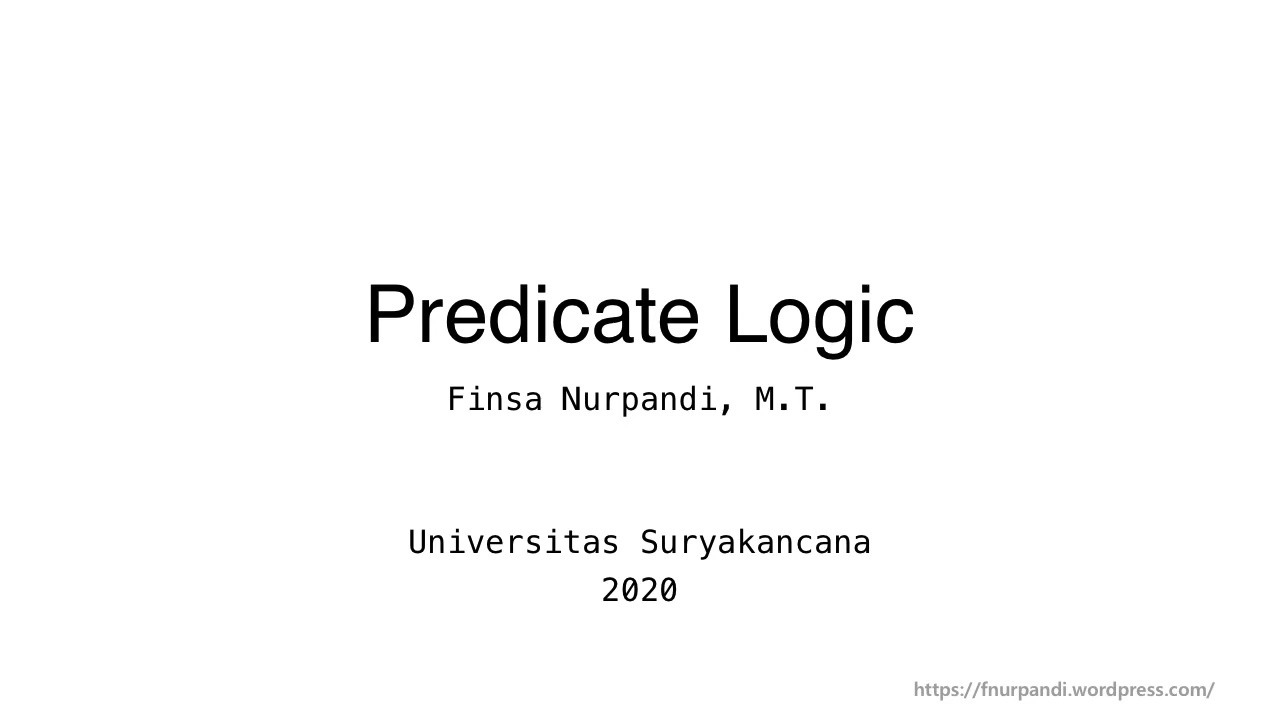 Predicate Logic
Finsa Nurpandi, M.T.
Universitas Suryakancana
2020
https://fnurpandi.wordpress.com/